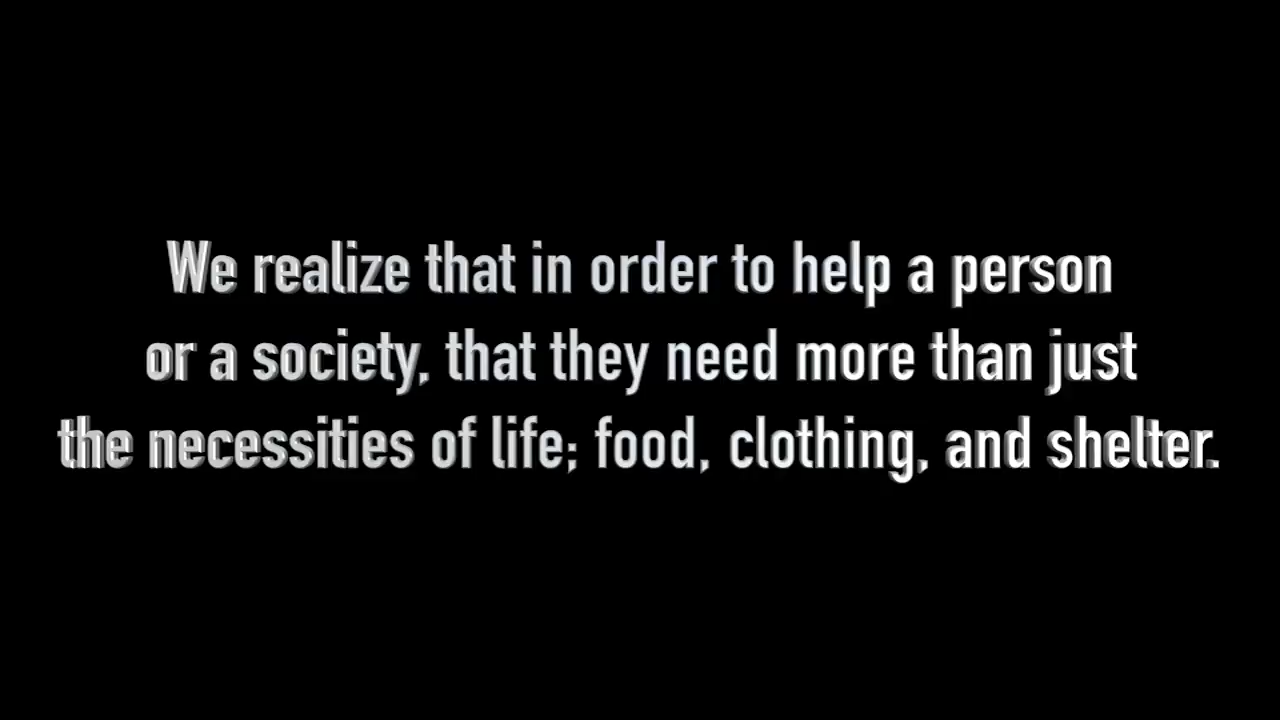 We realize that in order to help a person
or a society, that they need more than just
the necessities of life; food, clothing, and shelter.